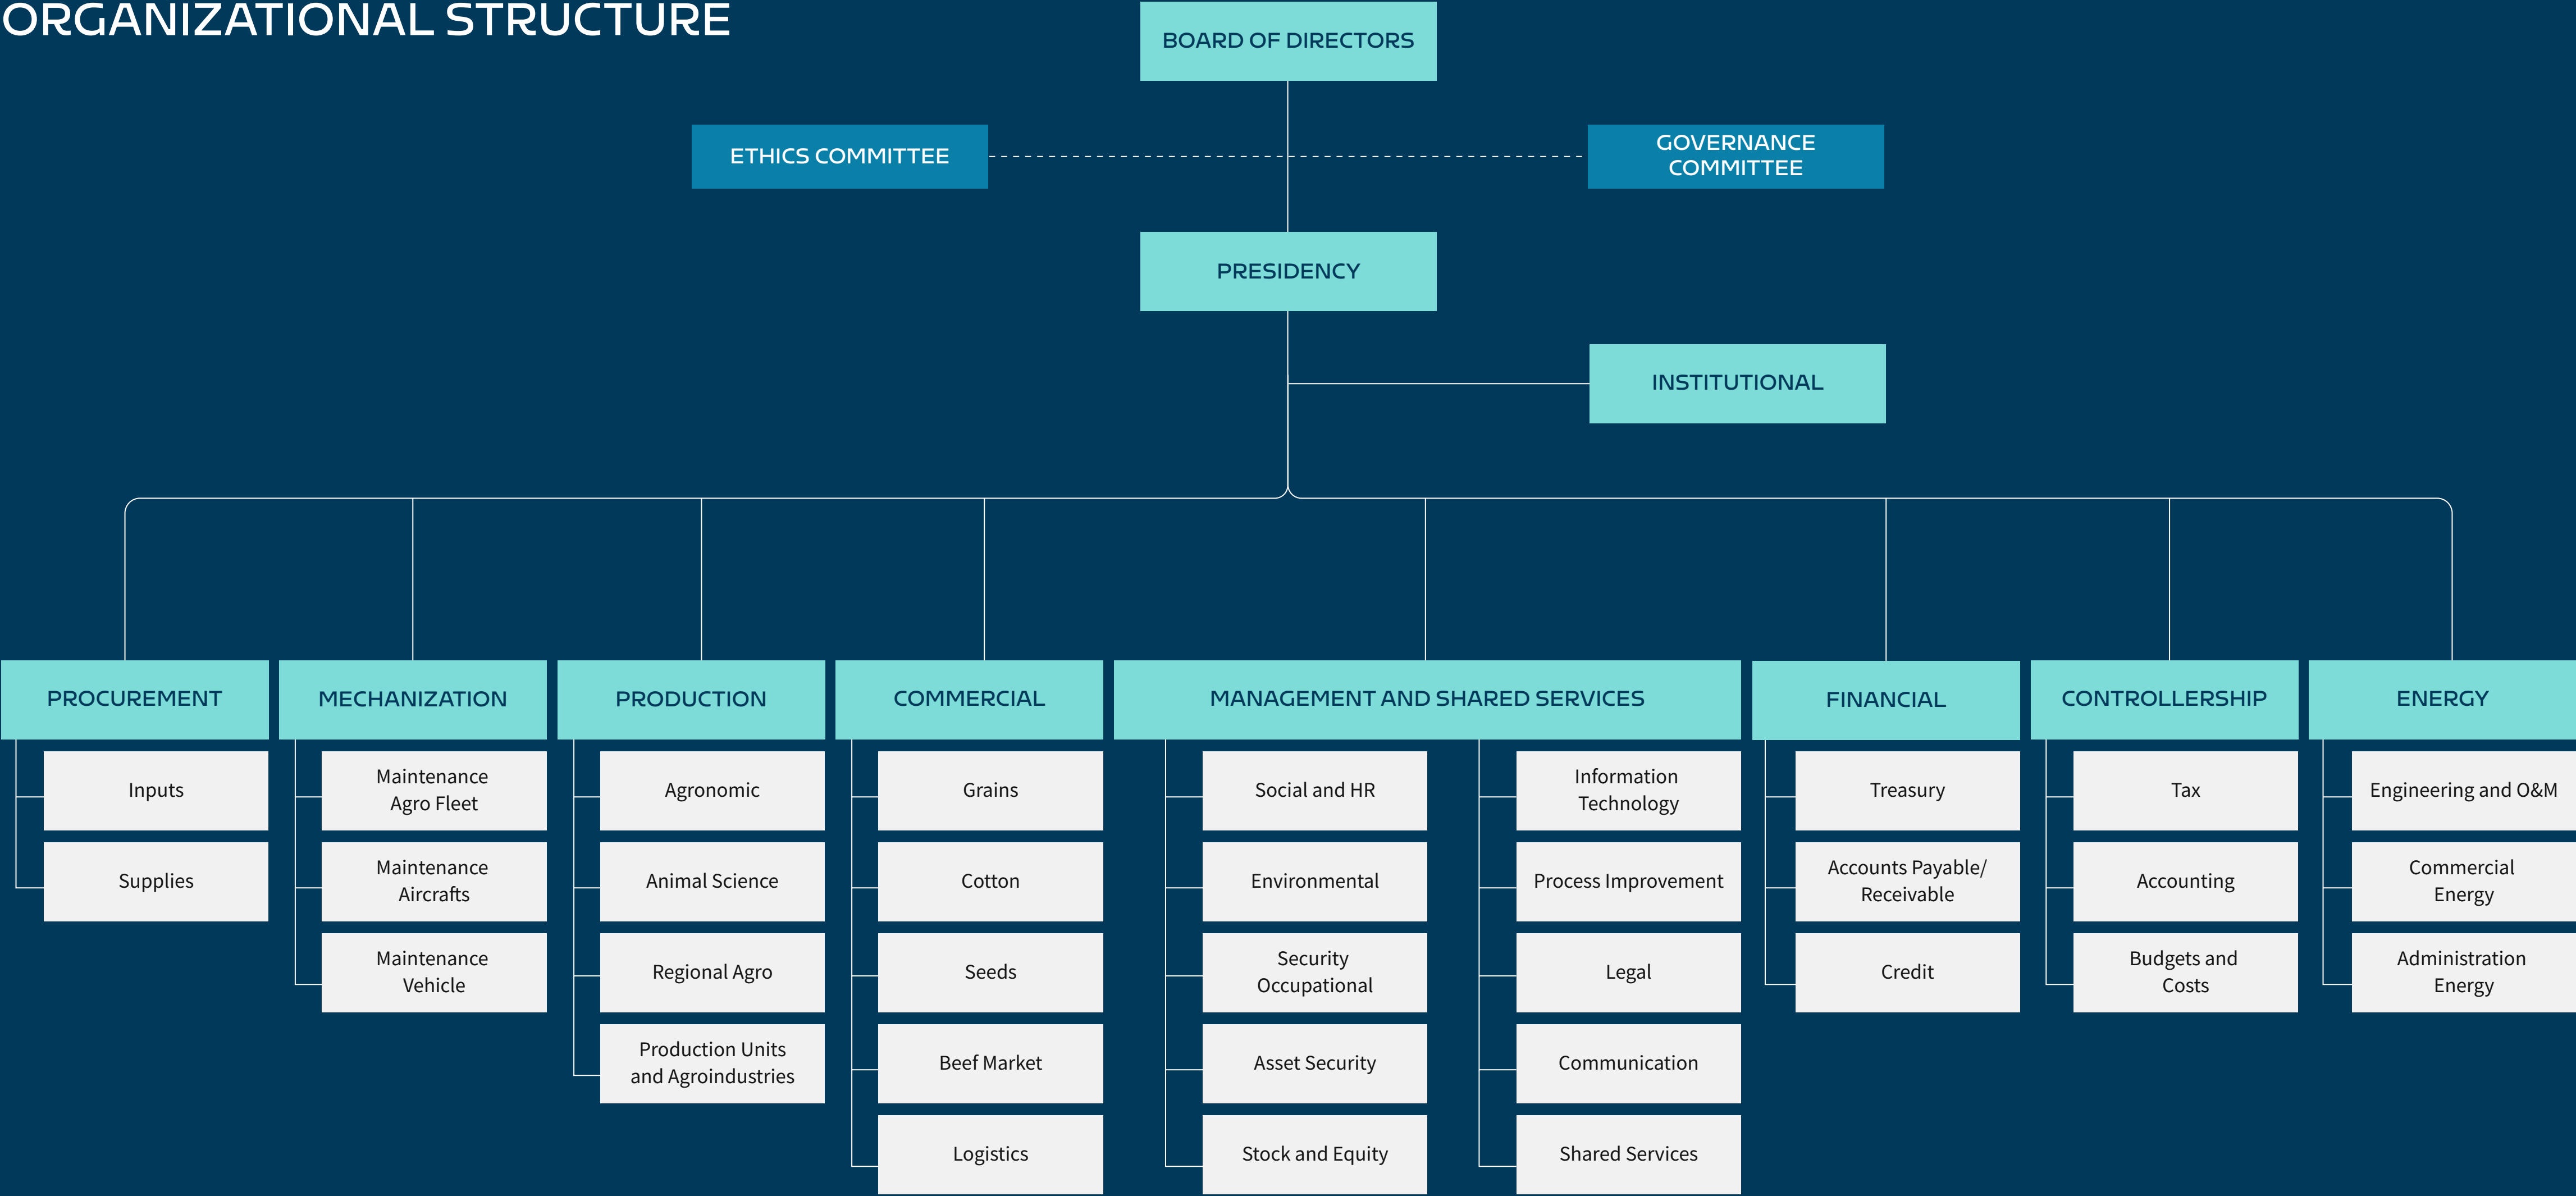 ORGANIZATIONAL STRUCTURE
BOARD OF DIRECTORS
ETHICS COMMITTEE
GOVERNANCE
COMMITTEE
PRESIDENCY
INSTITUTIONAL
PROCUREMENT
Inputs
Supplies
MECHANIZATION
Maintenance
Agro Fleet
Maintenance
Aircrafts
Maintenance
Vehicle
PRODUCTION
Agronomic
Animal Science
Regional Agro
Production Units
and Agroindustries
COMMERCIAL
Grains
Cotton
Seeds
Beef Market
Logistics
MANAGEMENT AND SHARED SERVICES
Social and HR
Environmental
Security
Occupational
Asset Security
Stock and Equity
Information
Technology
Process Improvement
Legal
Communication
Shared Services
FINANCIAL
Treasury
Accounts Payable/
Receivable
Credit
CONTROLLERSHIP
Tax
Accounting
Budgets and
Costs
ENERGY
Engineering and O&M
Commercial
Energy
Administration
Energy